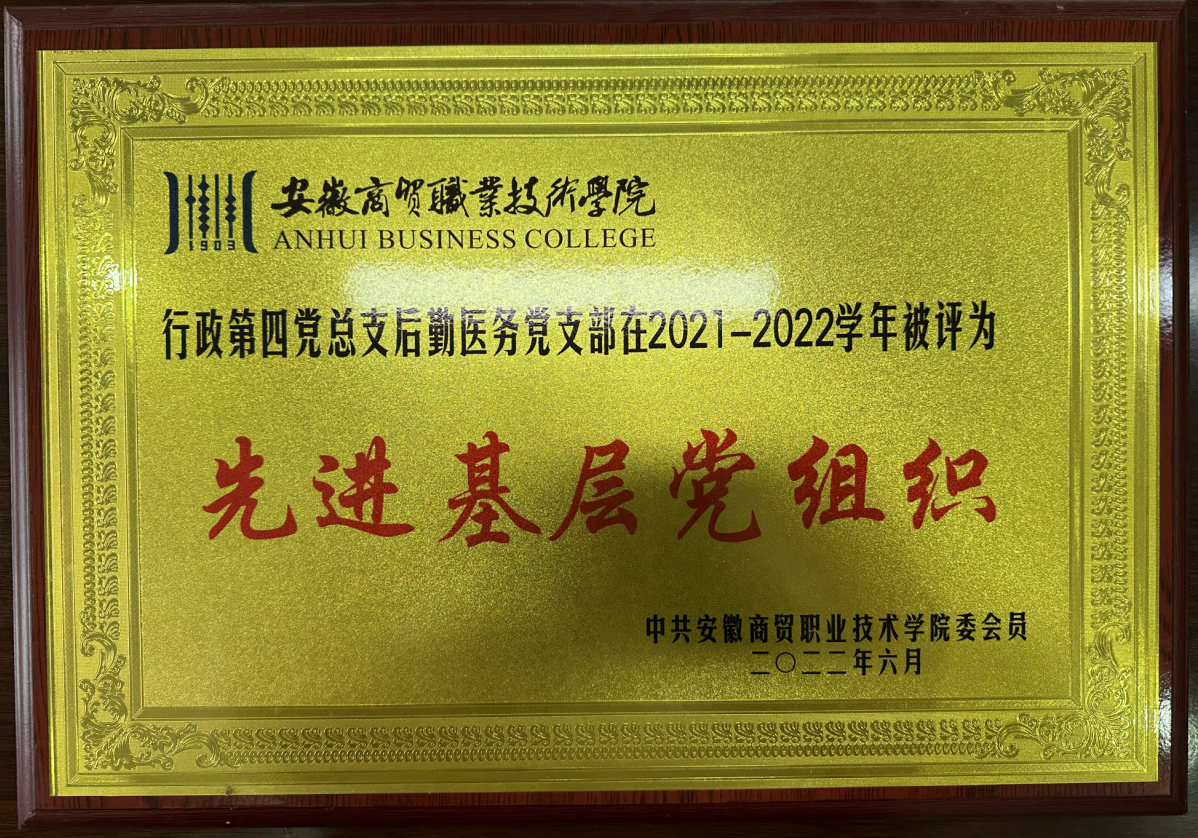 安徽商贸職業技術學院
ANHUI BUSINESS COLLEGE
1903
行政第四党总支后勤医务党支部在2021-2022学年被评为
先进基层党组织
中共安徽商贸职业技术学院委会员
二〇二二年六月